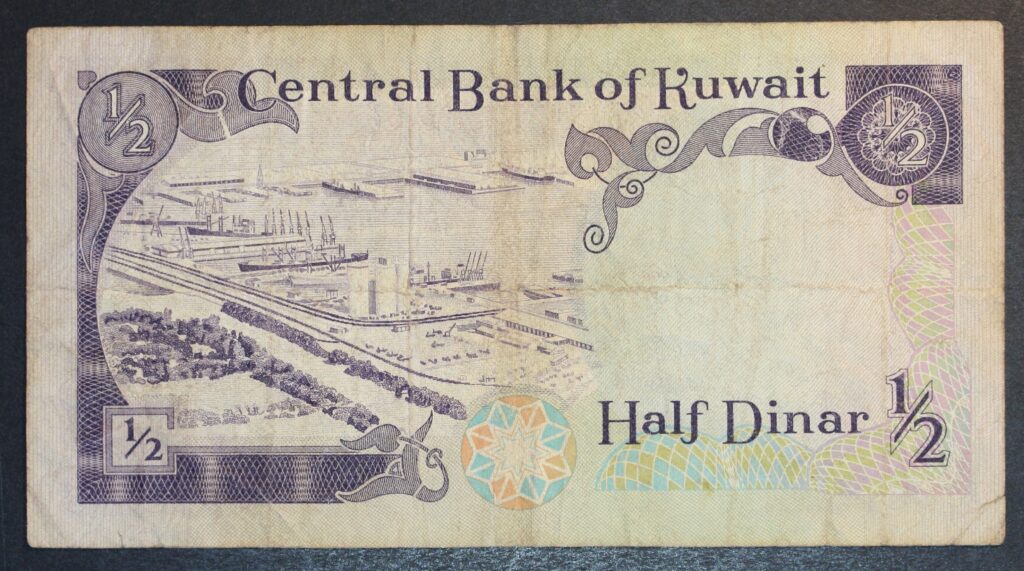 Central Bank of Kuwait
1/2
1/2
Half Dinar
1/2
1/2